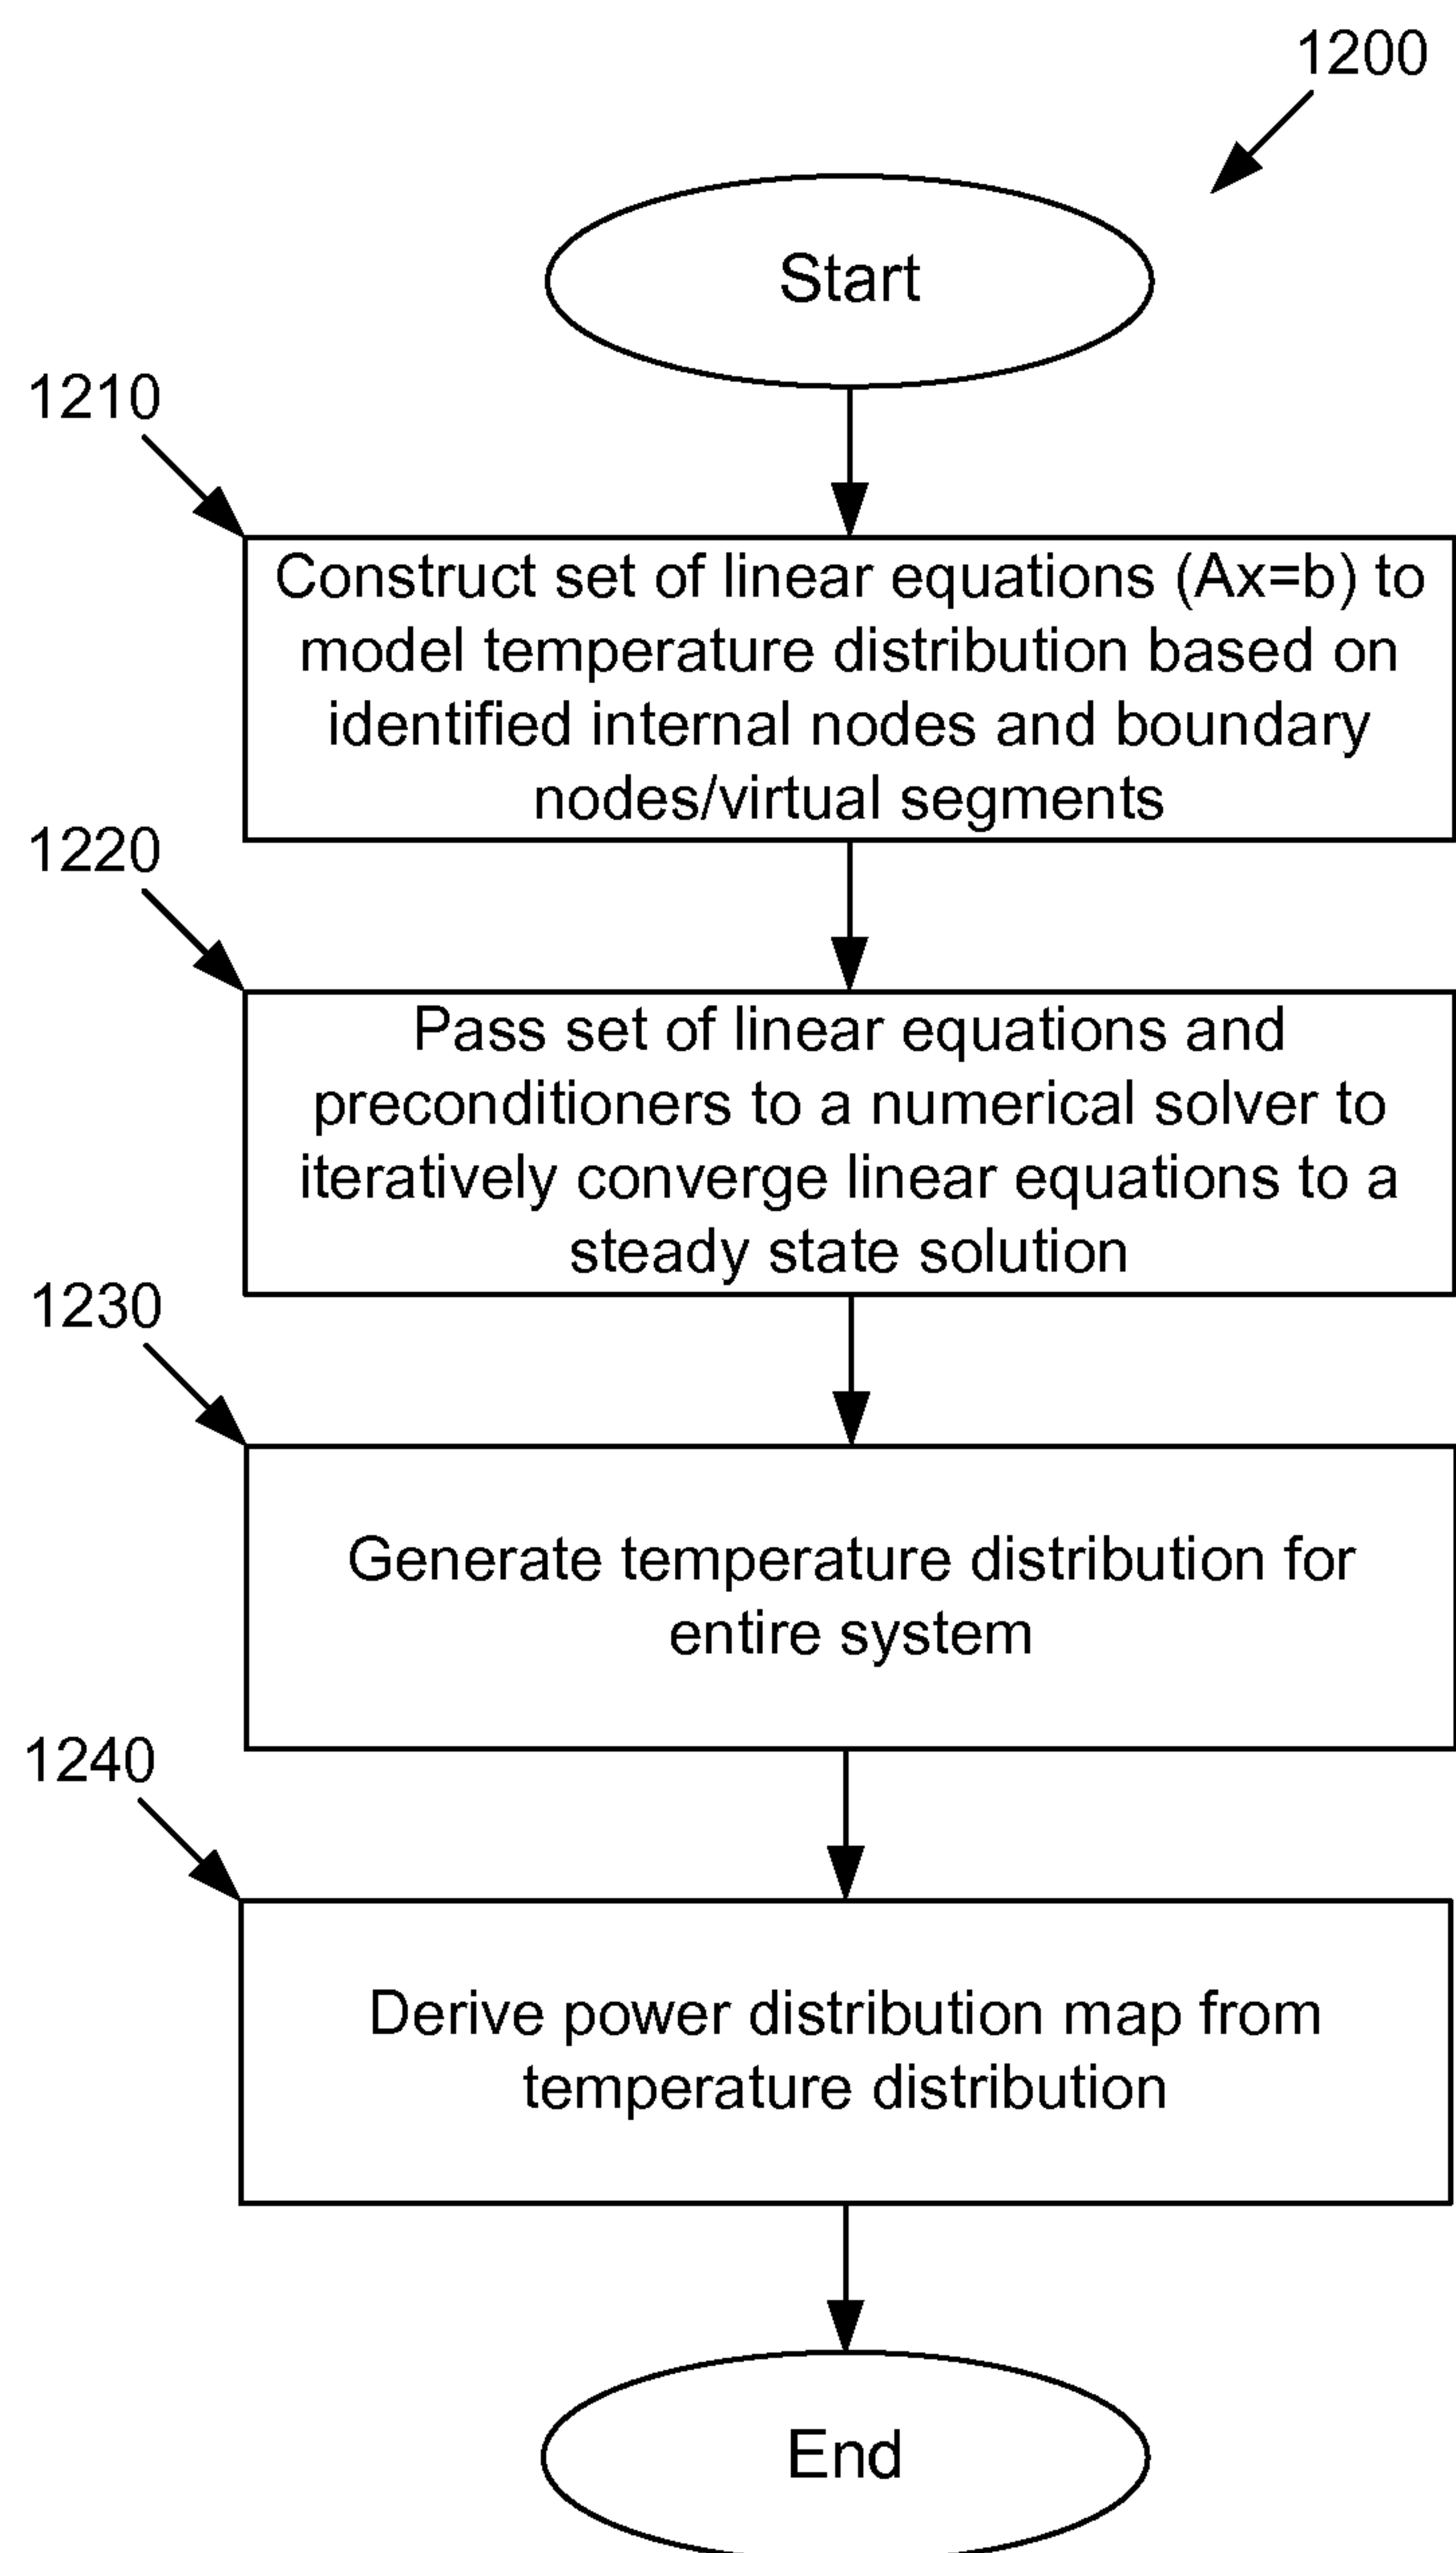 1200
Start
1210
Construct set of linear equations (Ax=b) to
model temperature distribution based on
identified internal nodes and boundary
nodes/virtual segments
1220
Pass set of linear equations and
preconditioners to a numerical solver to
iteratively converge linear equations to a
steady state solution
1230
Generate temperature distribution for
entire system
1240
Derive power distribution map from
temperature distribution
End